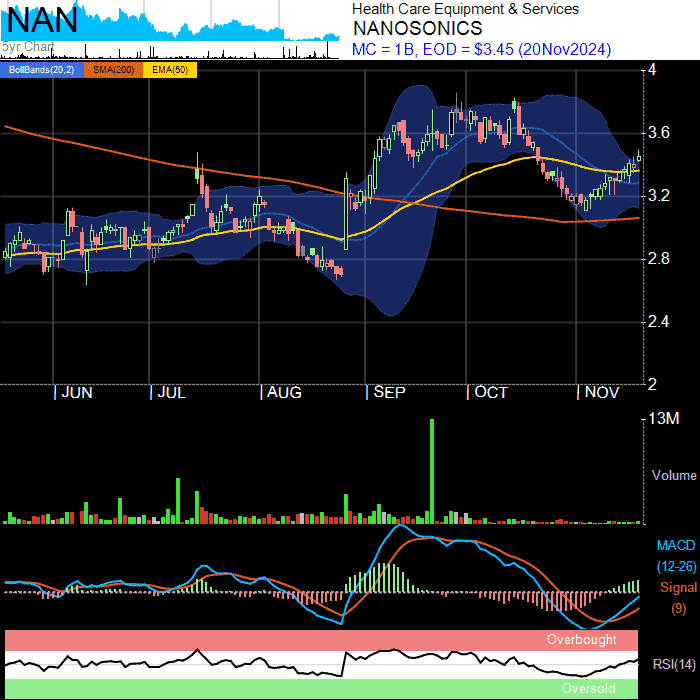 NAN
5yr Chart
Health Care Equipment & Services
NANOSONICS
MC = 1B, EOD = $3.45 (20Nov2024)
BollBands(20,2) SMA(200) EMA(50)
4
3.6
3.2
2.8
2.4
2
JUN JUL AUG SEP OCT NOV
13M
Volume
MACD
(12-26)
Signal
(9)
Overbought
RSI(14)
Oversold